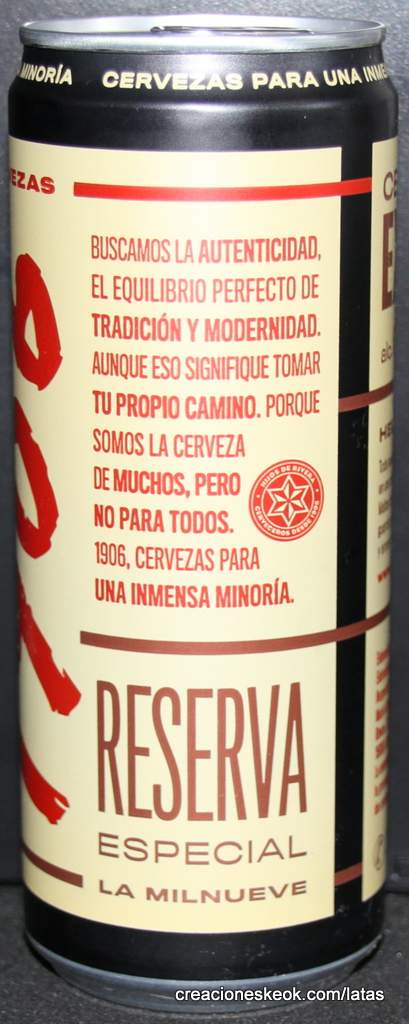 MINORÍA CERVEZAS PARA UNA INME
EZAS
1906
BUSCAMOS LA AUTENTICIDAD,
EL EQUILIBRIO PERFECTO DE
TRADICIÓN Y MODERNIDAD.
AUNQUE ESO SIGNIFIQUE TOMAR
TU PROPIO CAMINO. PORQUE
SOMOS LA CERVEZA
DE MUCHOS, PERO
NO PARA TODOS.
1906, CERVEZAS PARA
UNA INMENSA MINORÍA.
HIJOS DE RIVERA
CERVECEROS DESDE 1906
RESERVA
ESPECIAL
LA MILNUEVE
creacioneskeok.com/latas